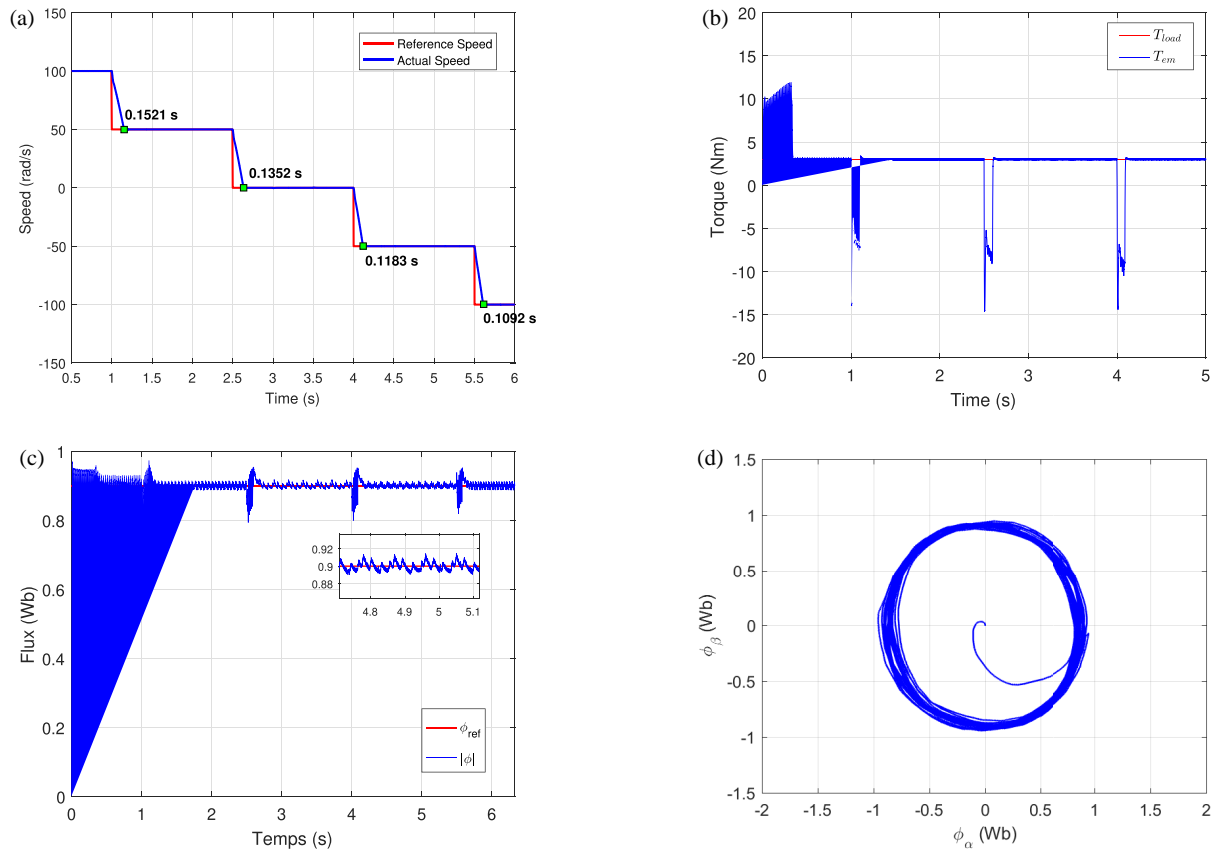 (a)
150
100
50
0
-50
-100
-150
Speed (rad/s)
0.5 1 1.5 2 2.5 3 3.5 4 4.5 5 5.5 6
Time (s)
Reference Speed
Actual Speed
0.1521 s
0.1352 s
0.1183 s
0.1092 s
(b)
20
15
10
5
0
-5
-10
-15
-20
Torque (Nm)
0 1 2 3 4 5
Time (s)
T_load
T_em
(c)
1
0.8
0.6
0.4
0.2
0
Flux (Wb)
0 1 2 3 4 5 6
Temps (s)
0.92
0.9
0.88
4.8 4.9 5 5.1
ϕ_ref
|ϕ|
(d)
1.5
1
0.5
0
-0.5
-1
-1.5
ϕ_β (Wb)
-2 -1.5 -1 -0.5 0 0.5 1 1.5 2
ϕ_α (Wb)